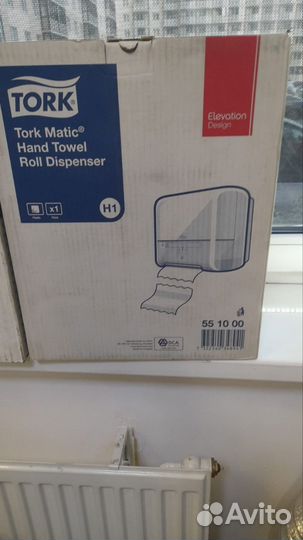 TORK
Tork Matic®
Hand Towel
Roll Dispenser
x1
H1
Elevation
Design
55 10 00
SCA
Avito